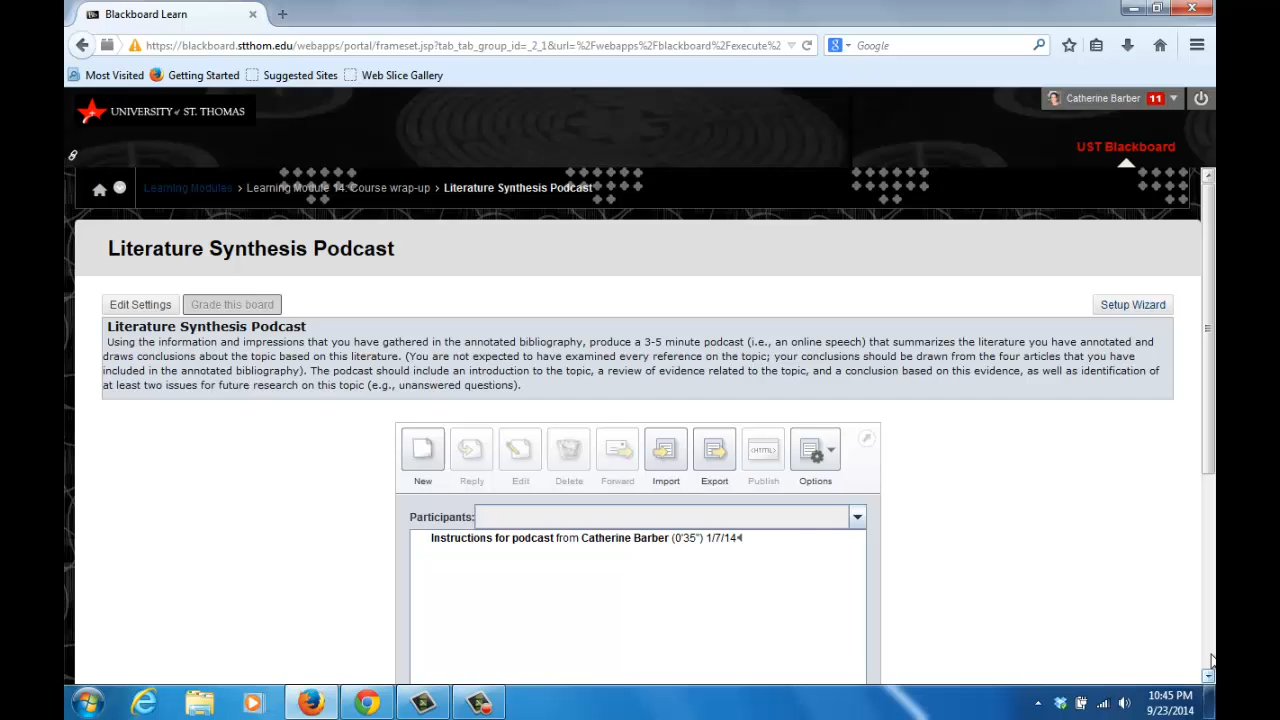 Blackboard Learn
https://blackboard.stthom.edu/webapps/portal/frameset.jsp?tab_tab_group_id=_2_1&url=%2Fwebapps%2Fblackboard%2Fexecute%2
Google
Most Visited
Getting Started
Suggested Sites
Web Slice Gallery
UNIVERSITY of ST. THOMAS
Catherine Barber 11
UST Blackboard
Learning Modules > Learning Module 14: Course wrap-up > Literature Synthesis Podcast
Literature Synthesis Podcast
Edit Settings
Grade this board
Setup Wizard
Literature Synthesis Podcast
Using the information and impressions that you have gathered in the annotated bibliography, produce a 3-5 minute podcast (i.e., an online speech) that summarizes the literature you have annotated and
draws conclusions about the topic based on this literature. (You are not expected to have examined every reference on the topic; your conclusions should be drawn from the four articles that you have
included in the annotated bibliography). The podcast should include an introduction to the topic, a review of evidence related to the topic, and a conclusion based on this evidence, as well as identification of
at least two issues for future research on this topic (e.g., unanswered questions).
<HTML>
New Reply Edit Delete Forward Import Export Publish Options
Participants:
Instructions for podcast from Catherine Barber (0'35") 1/7/14
10:45 PM
9/23/2014